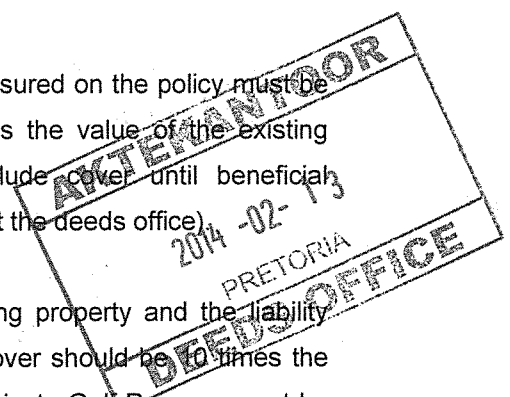 sured on the policy must be
s the value of the existing
lude cover until beneficial
t the deeds office).
ng property and the liability
over should be 10 times the
AKTEKANTOOR
2014 -02- 13
PRETORIA
DEEDS OFFICE